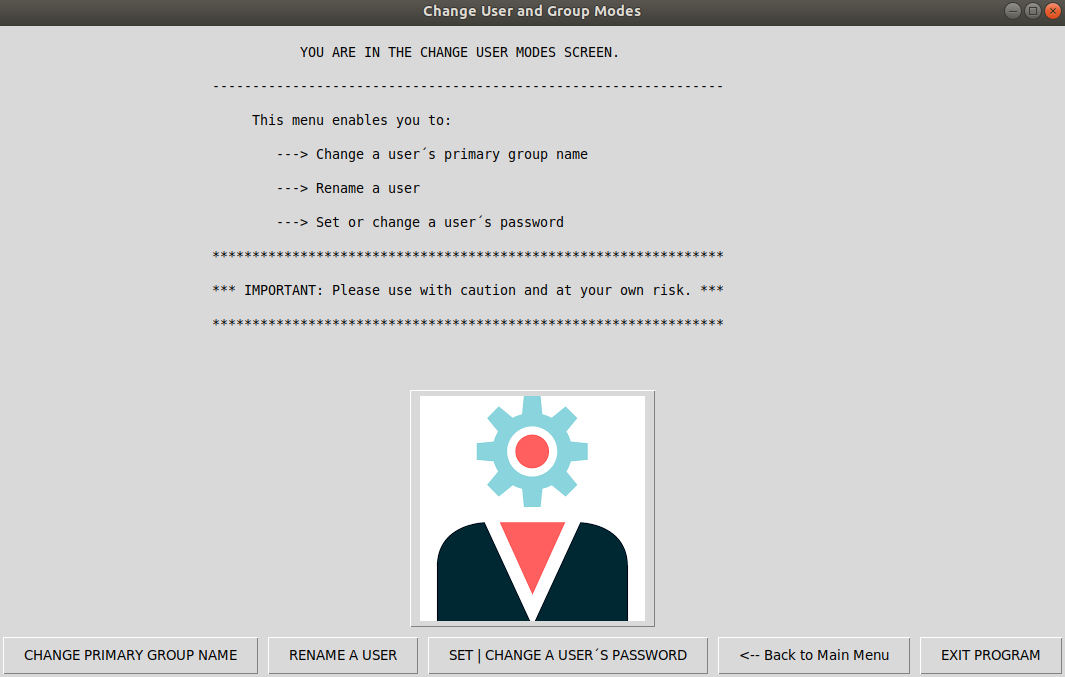 Change User and Group Modes
YOU ARE IN THE CHANGE USER MODES SCREEN.
----------------------------------------------------------------
This menu enables you to:
---> Change a user´s primary group name
---> Rename a user
---> Set or change a user´s password
****************************************************************
*** IMPORTANT: Please use with caution and at your own risk. ***
****************************************************************
CHANGE PRIMARY GROUP NAME
RENAME A USER
SET | CHANGE A USER´S PASSWORD
<-- Back to Main Menu
EXIT PROGRAM